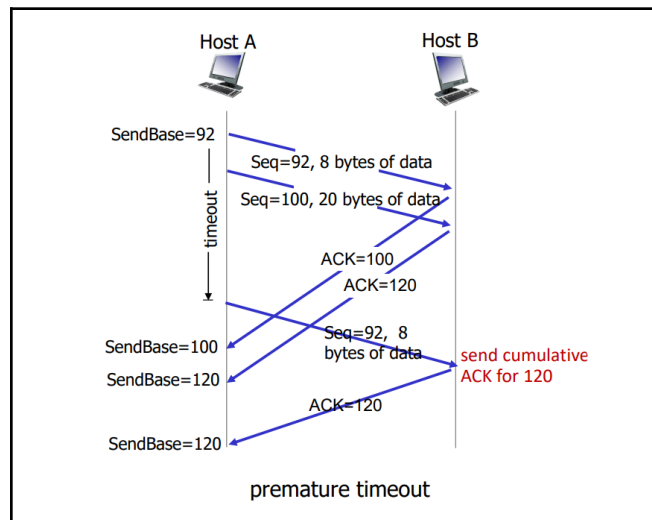 Host A
Host B
SendBase=92
Seq=92, 8 bytes of data
Seq=100, 20 bytes of data
timeout
ACK=100
ACK=120
Seq=92, 8
bytes of data
SendBase=100
send cumulative
ACK for 120
SendBase=120
ACK=120
SendBase=120
premature timeout